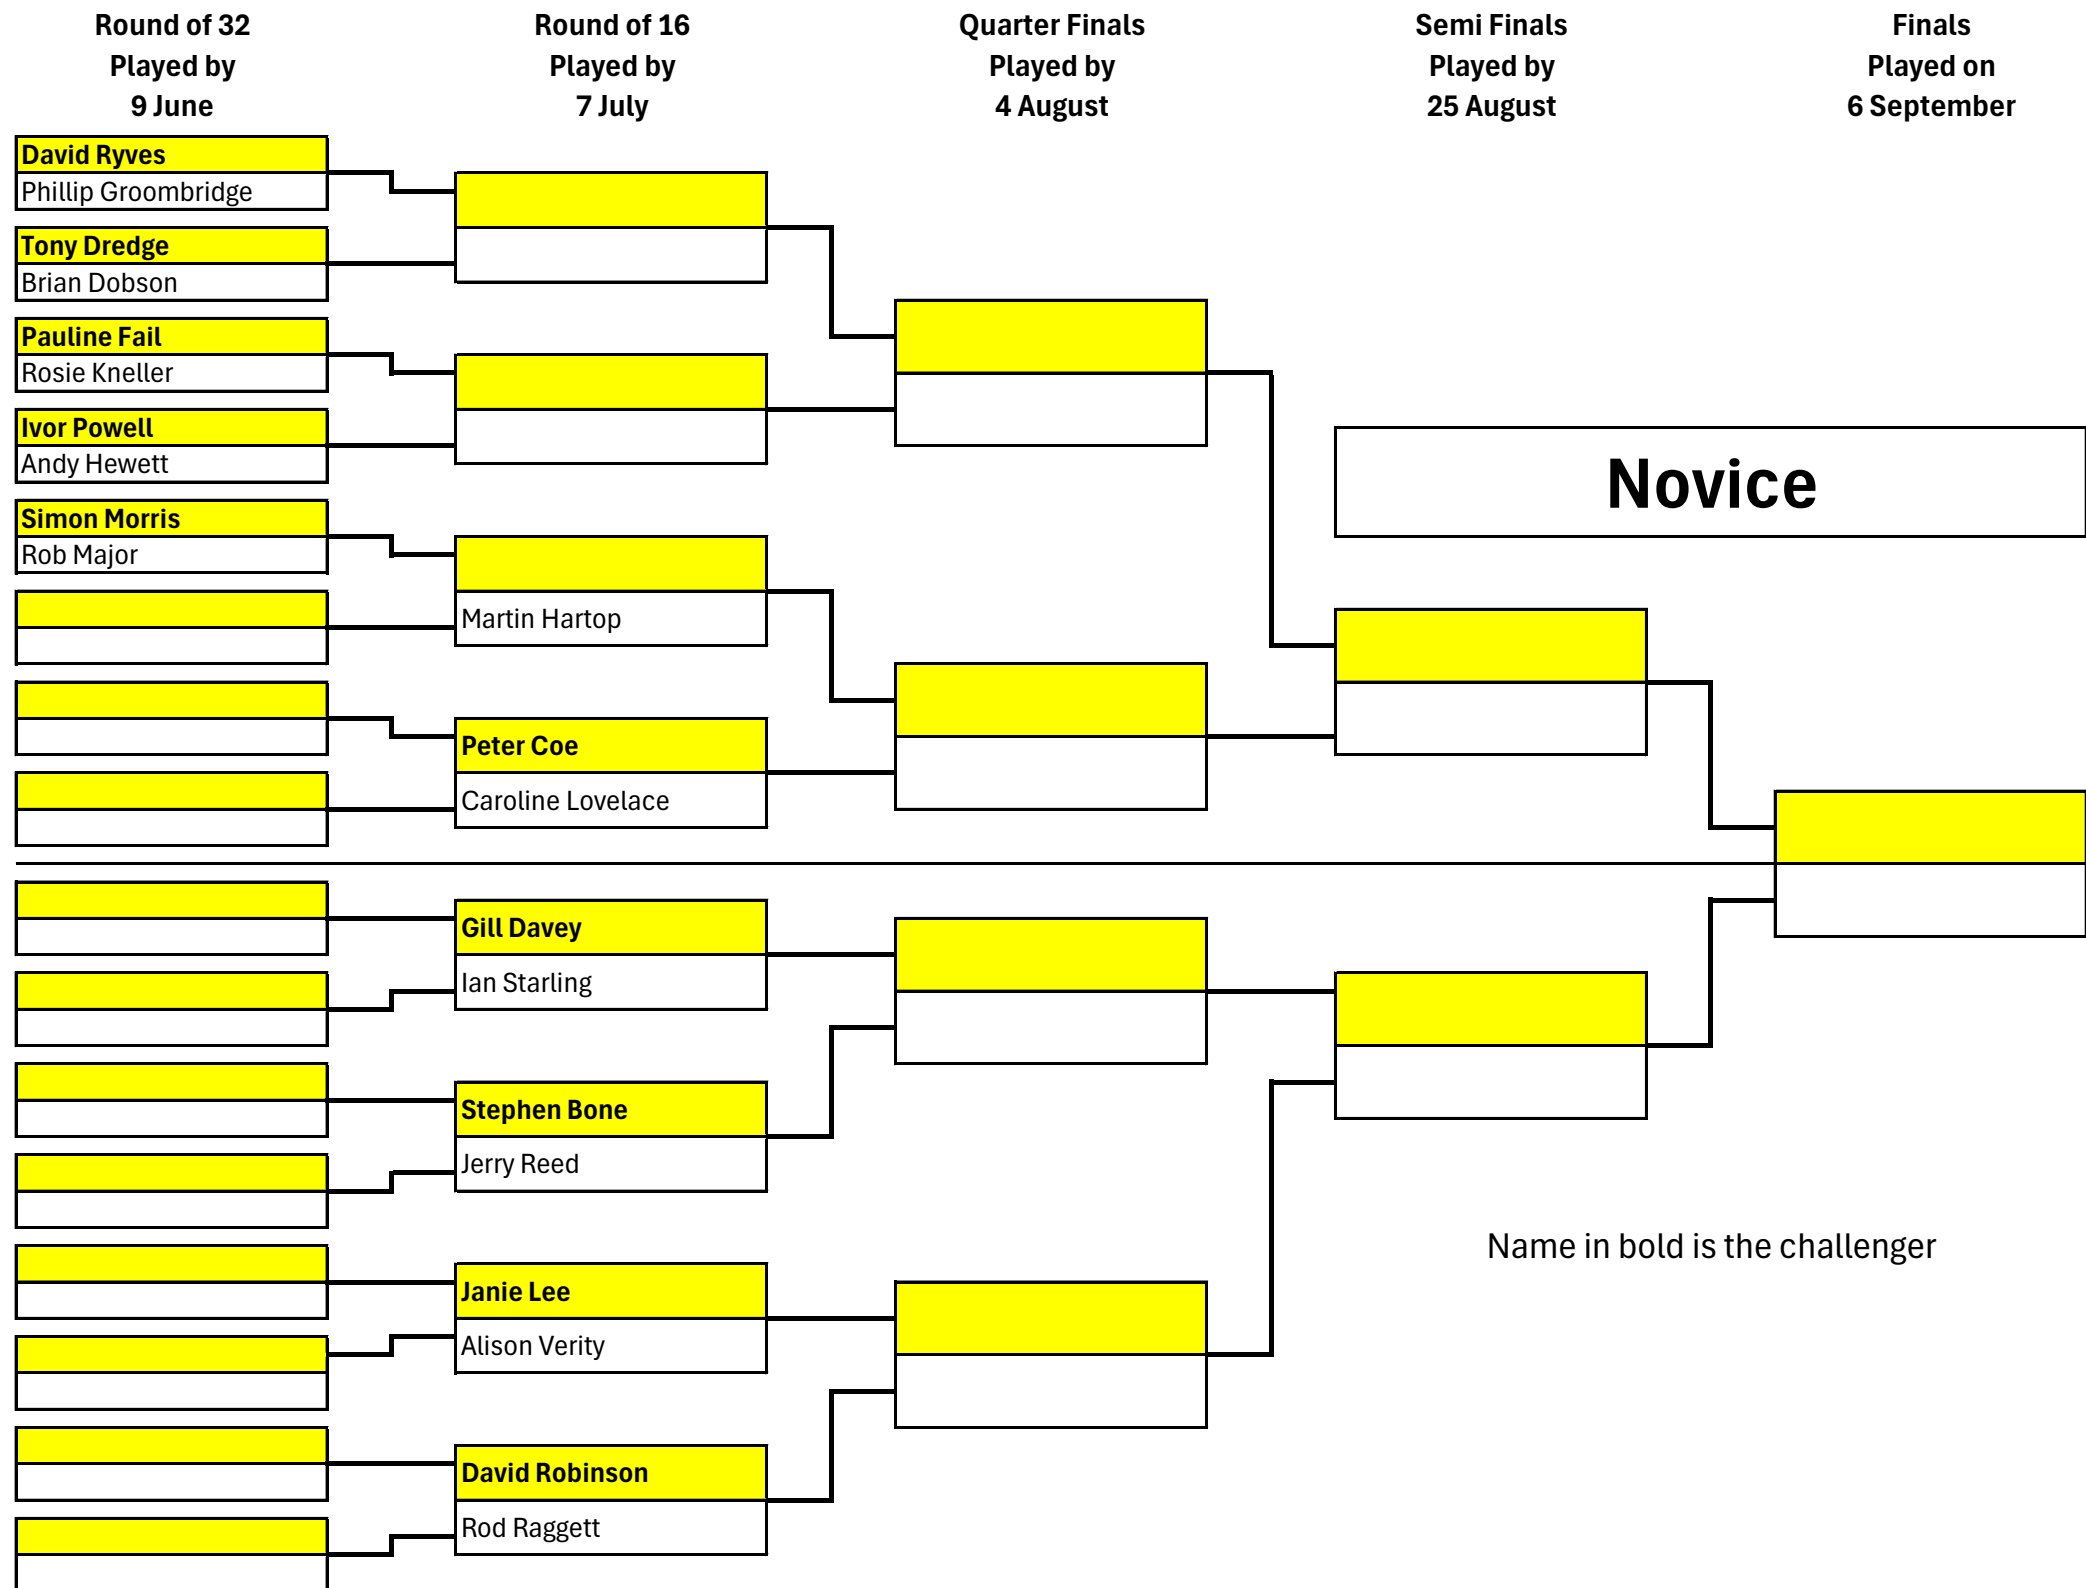 Round of 32
Played by
9 June
Round of 16
Played by
7 July
Quarter Finals
Played by
4 August
Semi Finals
Played by
25 August
Finals
Played on
6 September
David Ryves
Phillip Groombridge
Tony Dredge
Brian Dobson
Pauline Fail
Rosie Kneller
Ivor Powell
Andy Hewett
Simon Morris
Rob Major
Martin Hartop
Peter Coe
Caroline Lovelace
Gill Davey
Ian Starling
Stephen Bone
Jerry Reed
Janie Lee
Alison Verity
David Robinson
Rod Raggett
Novice
Name in bold is the challenger